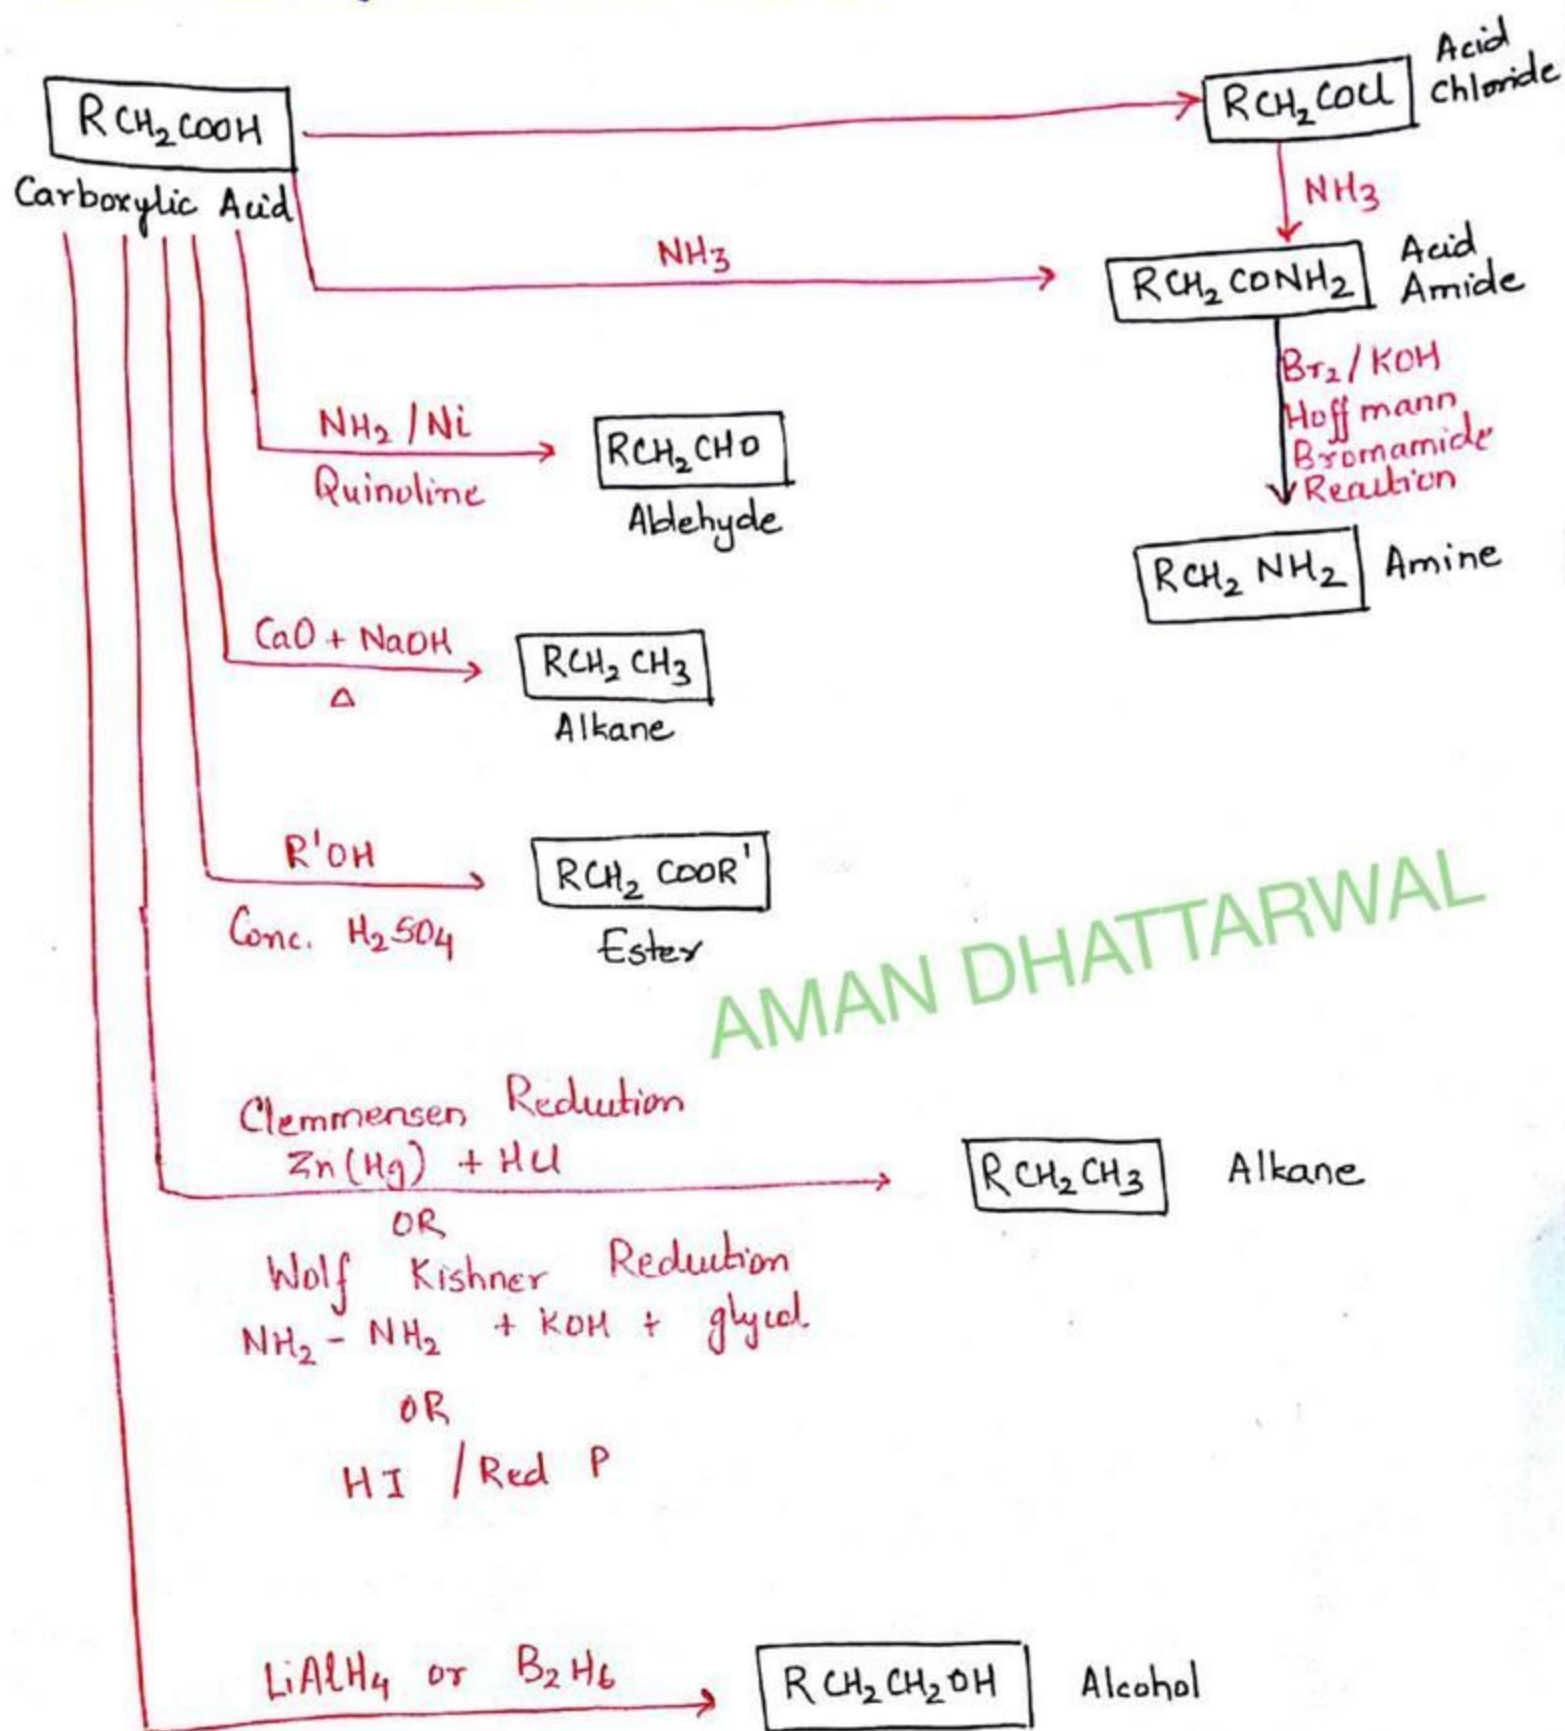 RCH₂COOH
Carboxylic Acid
RCH₂COCl
Acid
Chloride
NH₃
NH₃
RCH₂CONH₂
Acid
Amide
Br₂/KOH
Hoffmann
Bromamide
Reaction
RCH₂NH₂ Amine
NH₂/Ni
Quinoline
RCH₂CHO
Aldehyde
CaO + NaOH
Δ
RCH₂CH₃
Alkane
R'OH
Conc. H₂SO₄
RCH₂COOR'
Ester
AMAN DHATTARWAL
Clemmensen Reduction
Zn(Hg) + HCl
OR
Wolf Kishner Reduction
NH₂-NH₂ + KOH + glycol
OR
HI / Red P
RCH₂CH₃ Alkane
LiAlH₄ or B₂H₆
RCH₂CH₂OH Alcohol